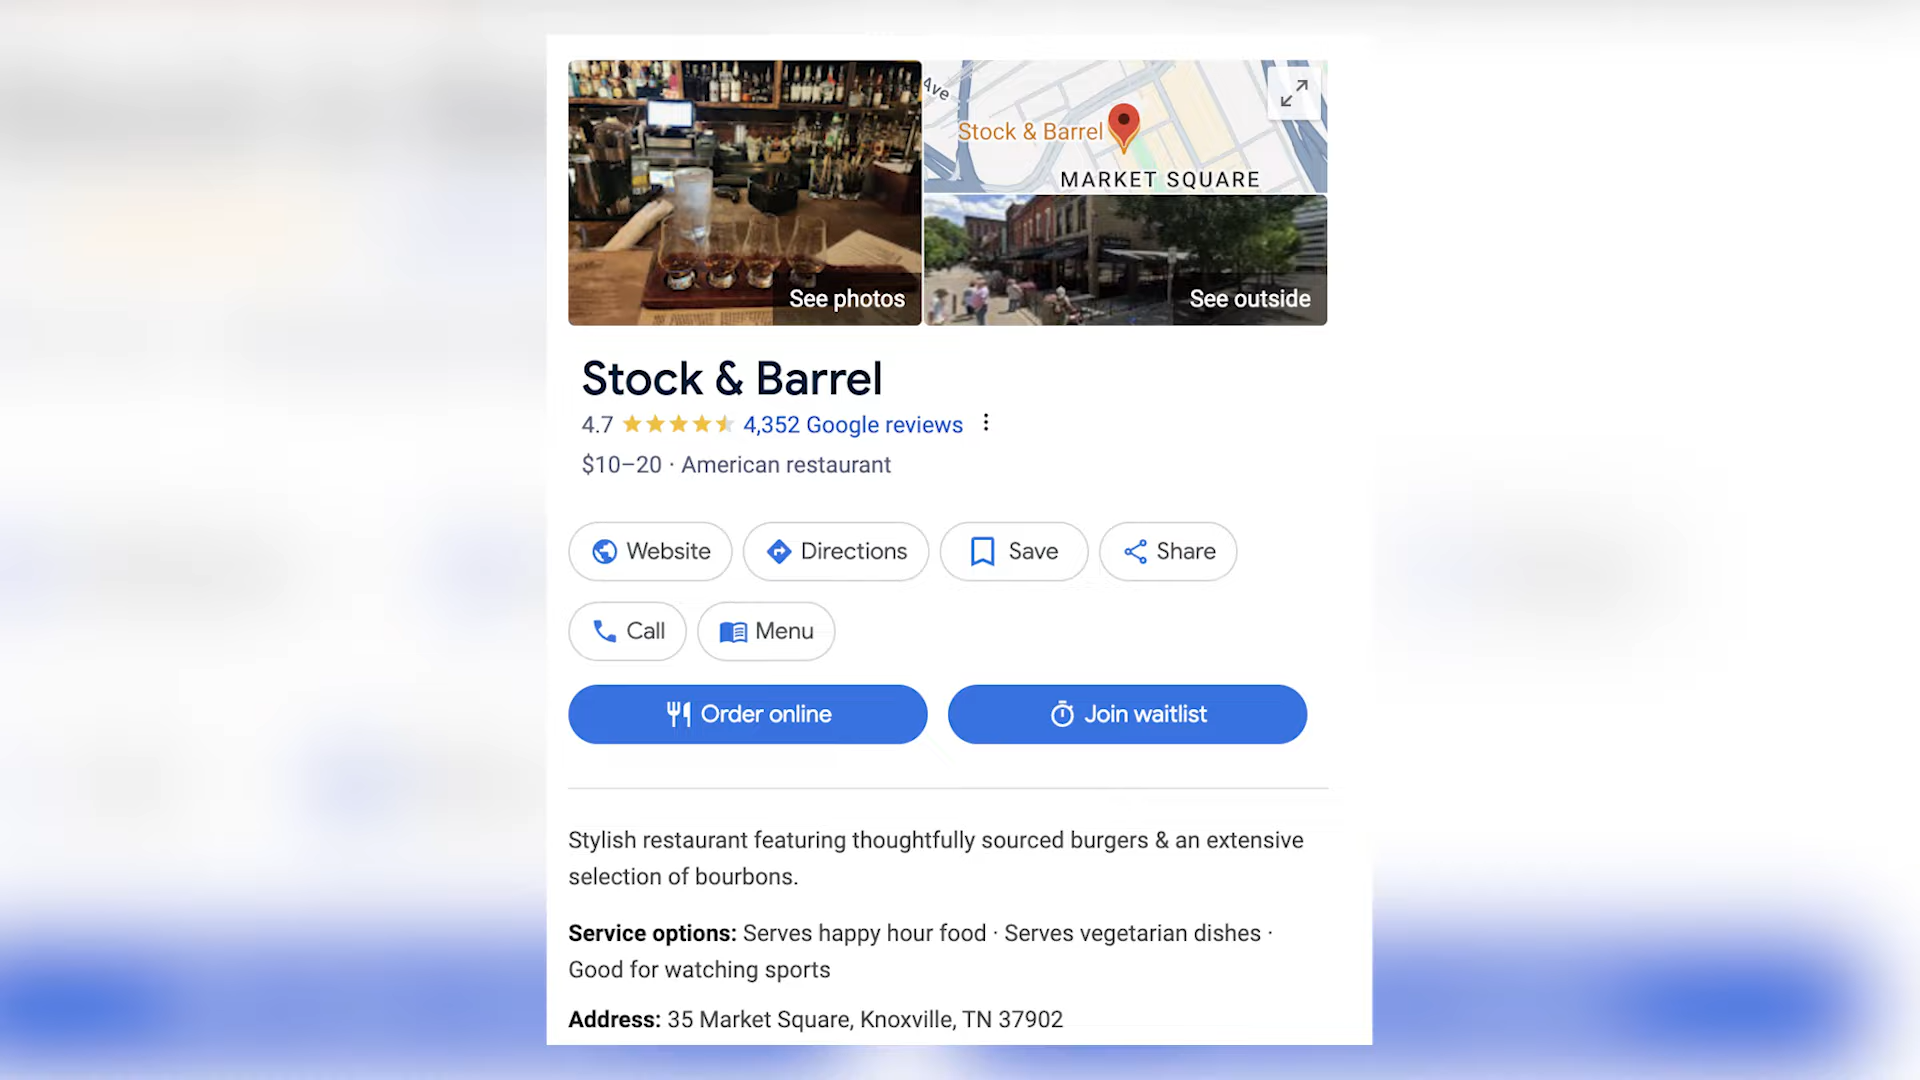 Ave
Stock & Barrel
MARKET SQUARE
See photos
See outside
Stock & Barrel
4.7 4,352 Google reviews
$10–20 · American restaurant
Website Directions Save Share
Call Menu
Order online Join waitlist
Stylish restaurant featuring thoughtfully sourced burgers & an extensive
selection of bourbons.
Service options: Serves happy hour food · Serves vegetarian dishes ·
Good for watching sports
Address: 35 Market Square, Knoxville, TN 37902